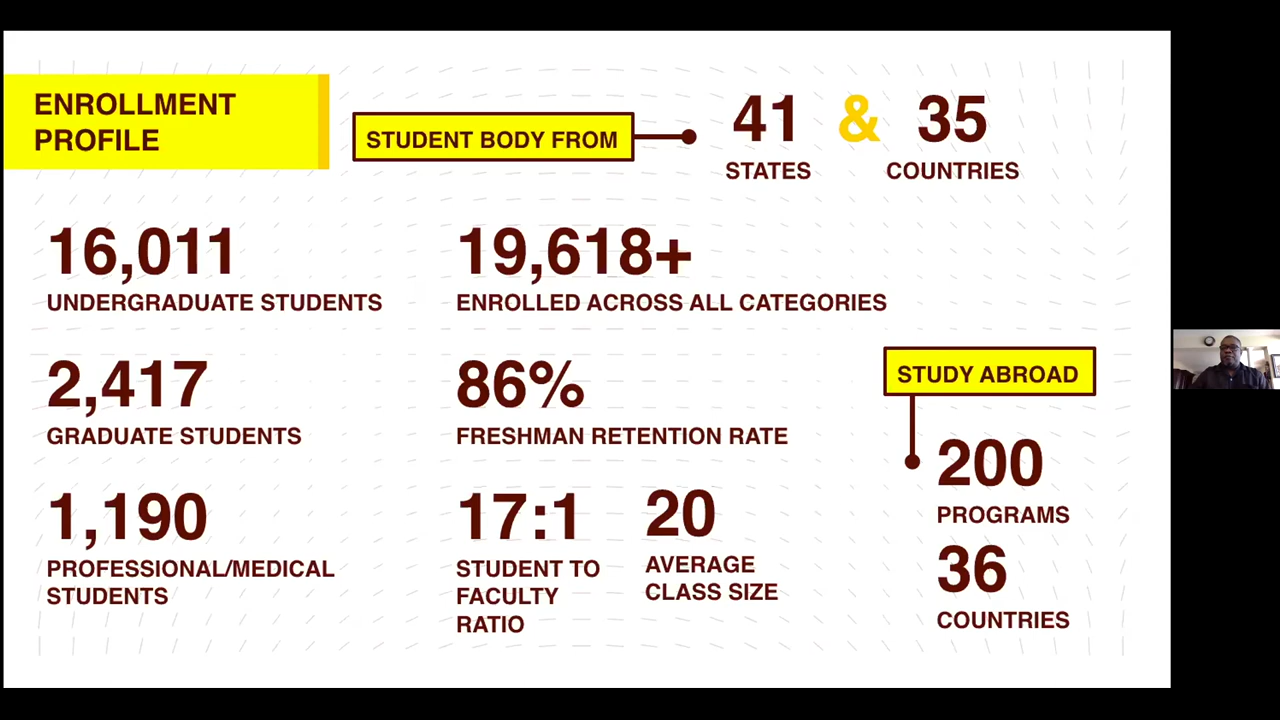 ENROLLMENT
PROFILE
STUDENT BODY FROM
41 & 35
STATES
COUNTRIES
16,011
UNDERGRADUATE STUDENTS
19,618+
ENROLLED ACROSS ALL CATEGORIES
2,417
GRADUATE STUDENTS
86%
FRESHMAN RETENTION RATE
1,190
PROFESSIONAL/MEDICAL
STUDENTS
17:1
STUDENT TO
FACULTY
RATIO
20
AVERAGE
CLASS SIZE
STUDY ABROAD
200
PROGRAMS
36
COUNTRIES